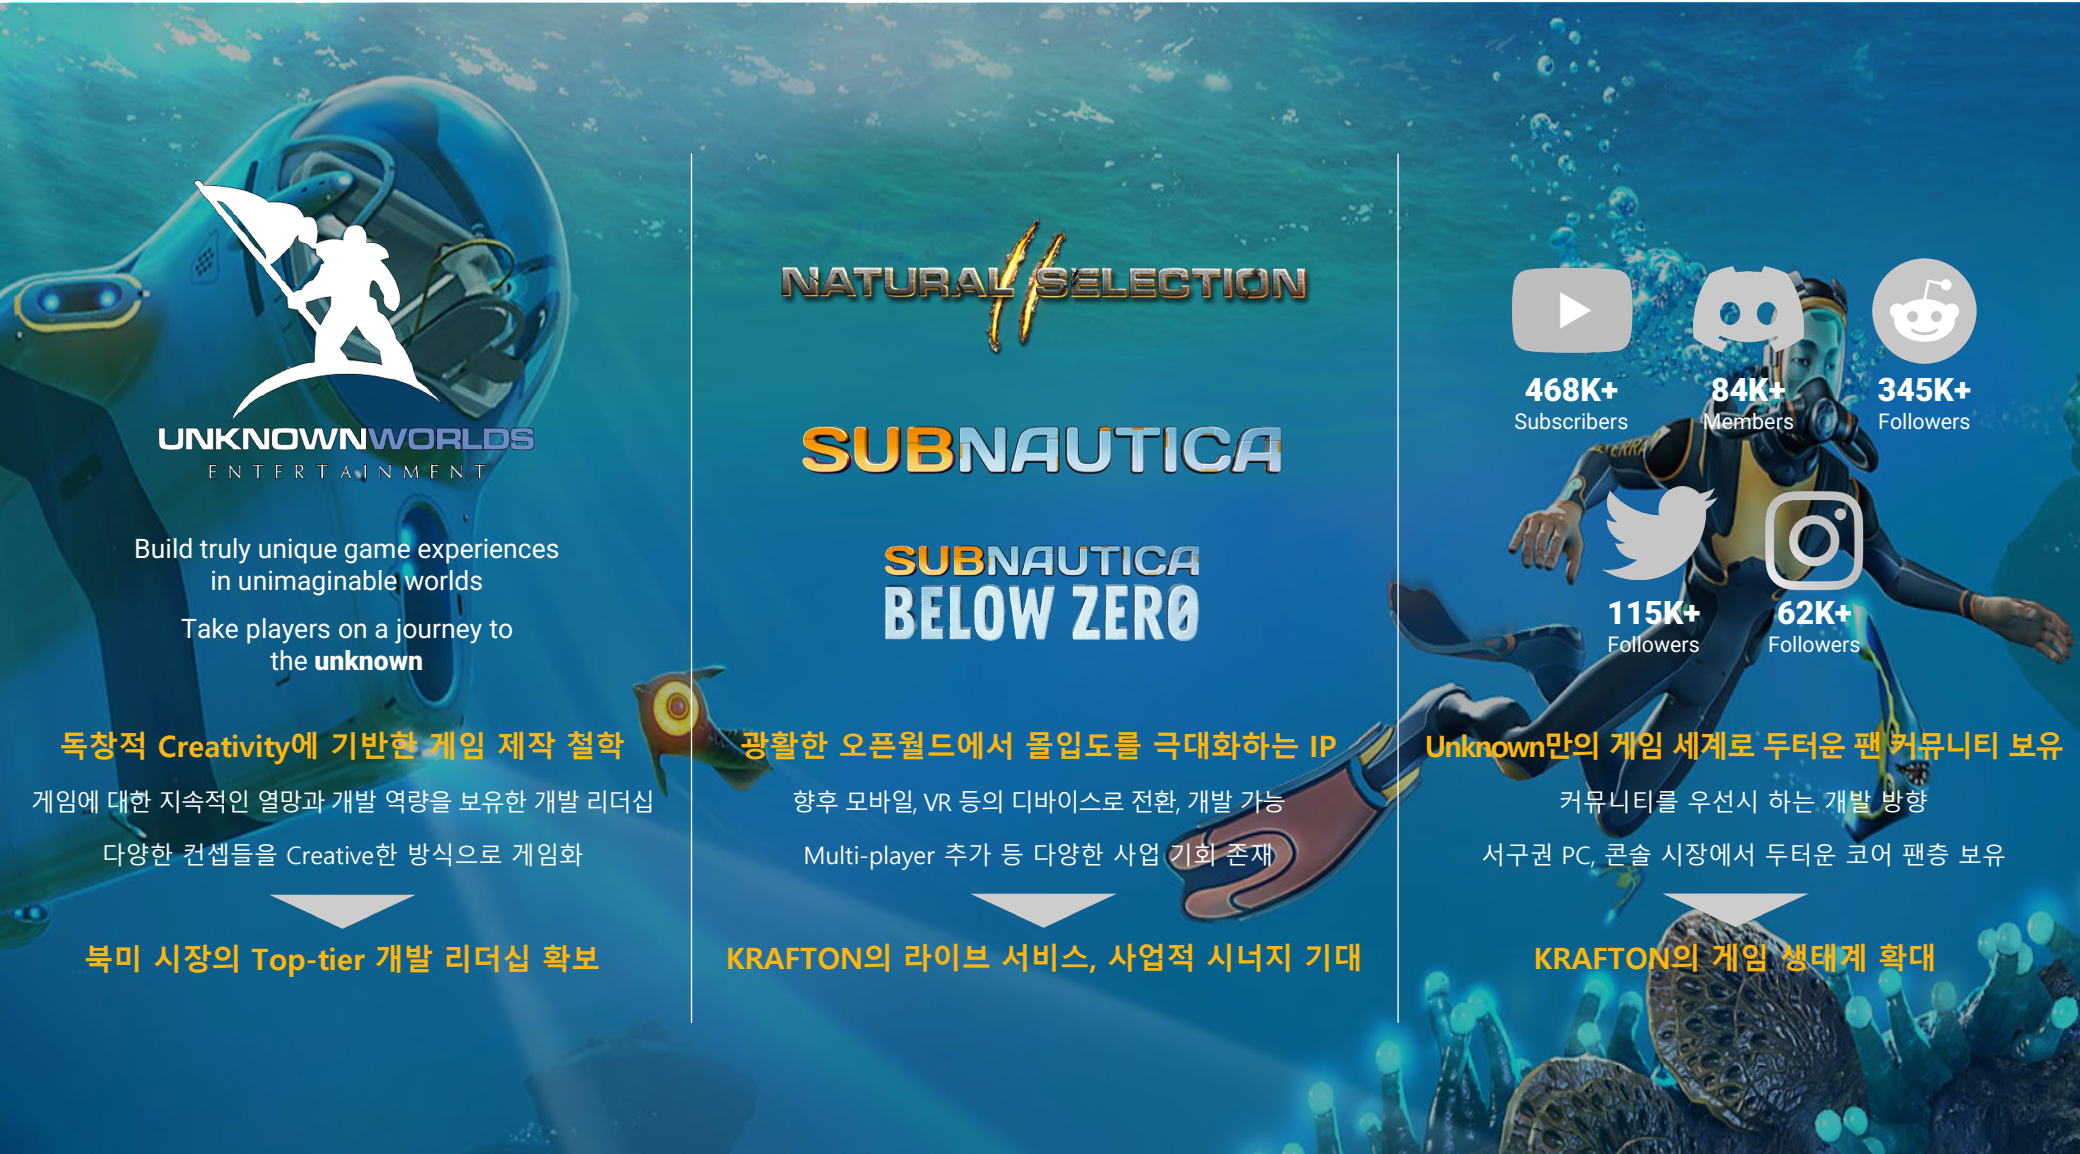 UNKNOWNWORLDS
ENTERTAINMENT
Build truly unique game experiences
in unimaginable worlds
Take players on a journey to
the unknown
독창적 Creativity에 기반한 게임 제작 철학
게임에 대한 지속적인 열망과 개발 역량을 보유한 개발 리더십
다양한 컨셉들을 Creative한 방식으로 게임화
북미 시장의 Top-tier 개발 리더십 확보
NATURAL SELECTION
II
SUBNAUTICA
SUBNAUTICA
BELOW ZERO
광활한 오픈월드에서 몰입도를 극대화하는 IP
향후 모바일, VR 등의 디바이스로 전환, 개발 가능
Multi-player 추가 등 다양한 사업 기회 존재
KRAFTON의 라이브 서비스, 사업적 시너지 기대
468K+
Subscribers
84K+
Members
345K+
Followers
115K+
Followers
62K+
Followers
Unknown만의 게임 세계로 두터운 팬 커뮤니티 보유
커뮤니티를 우선시 하는 개발 방향
서구권 PC, 콘솔 시장에서 두터운 코어 팬층 보유
KRAFTON의 게임 생태계 확대